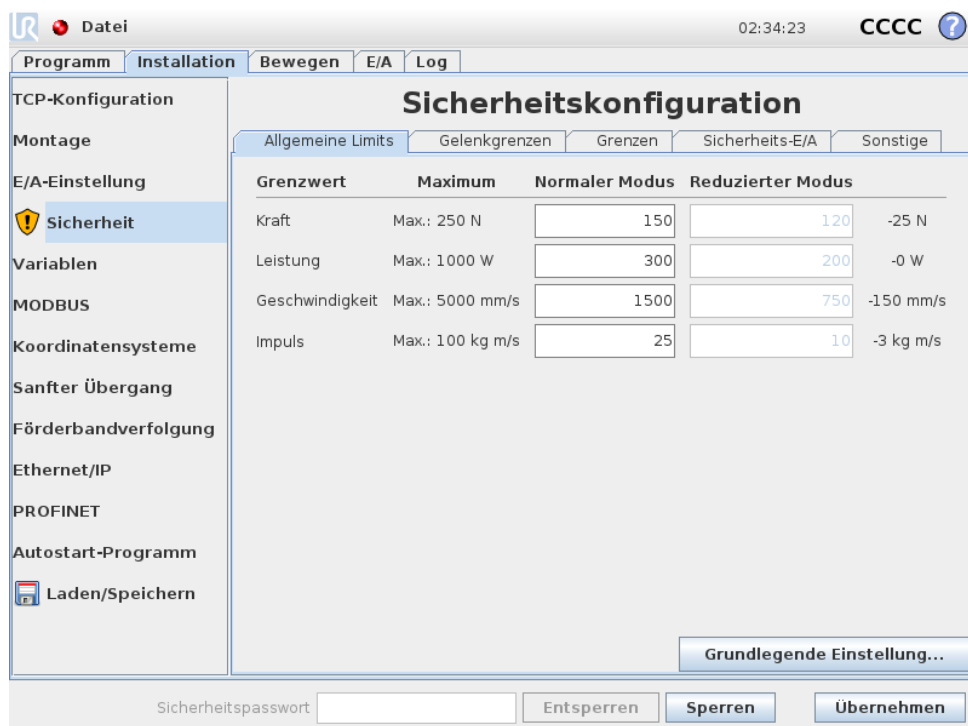 UR Datei 02:34:23 CCCC ?
Programm Installation Bewegen E/A Log
TCP-Konfiguration
Montage
E/A-Einstellung
Sicherheit
Variablen
MODBUS
Koordinatensysteme
Sanfter Übergang
Förderbandverfolgung
Ethernet/IP
PROFINET
Autostart-Programm
Laden/Speichern
Sicherheitskonfiguration
Allgemeine Limits Gelenkgrenzen Grenzen Sicherheits-E/A Sonstige
Grenzwert Maximum Normaler Modus Reduzierter Modus
Kraft Max.: 250 N 150 120 -25 N
Leistung Max.: 1000 W 300 200 -0 W
Geschwindigkeit Max.: 5000 mm/s 1500 750 -150 mm/s
Impuls Max.: 100 kg m/s 25 10 -3 kg m/s
Grundlegende Einstellung...
Sicherheitspasswort Entsperren Sperren Übernehmen